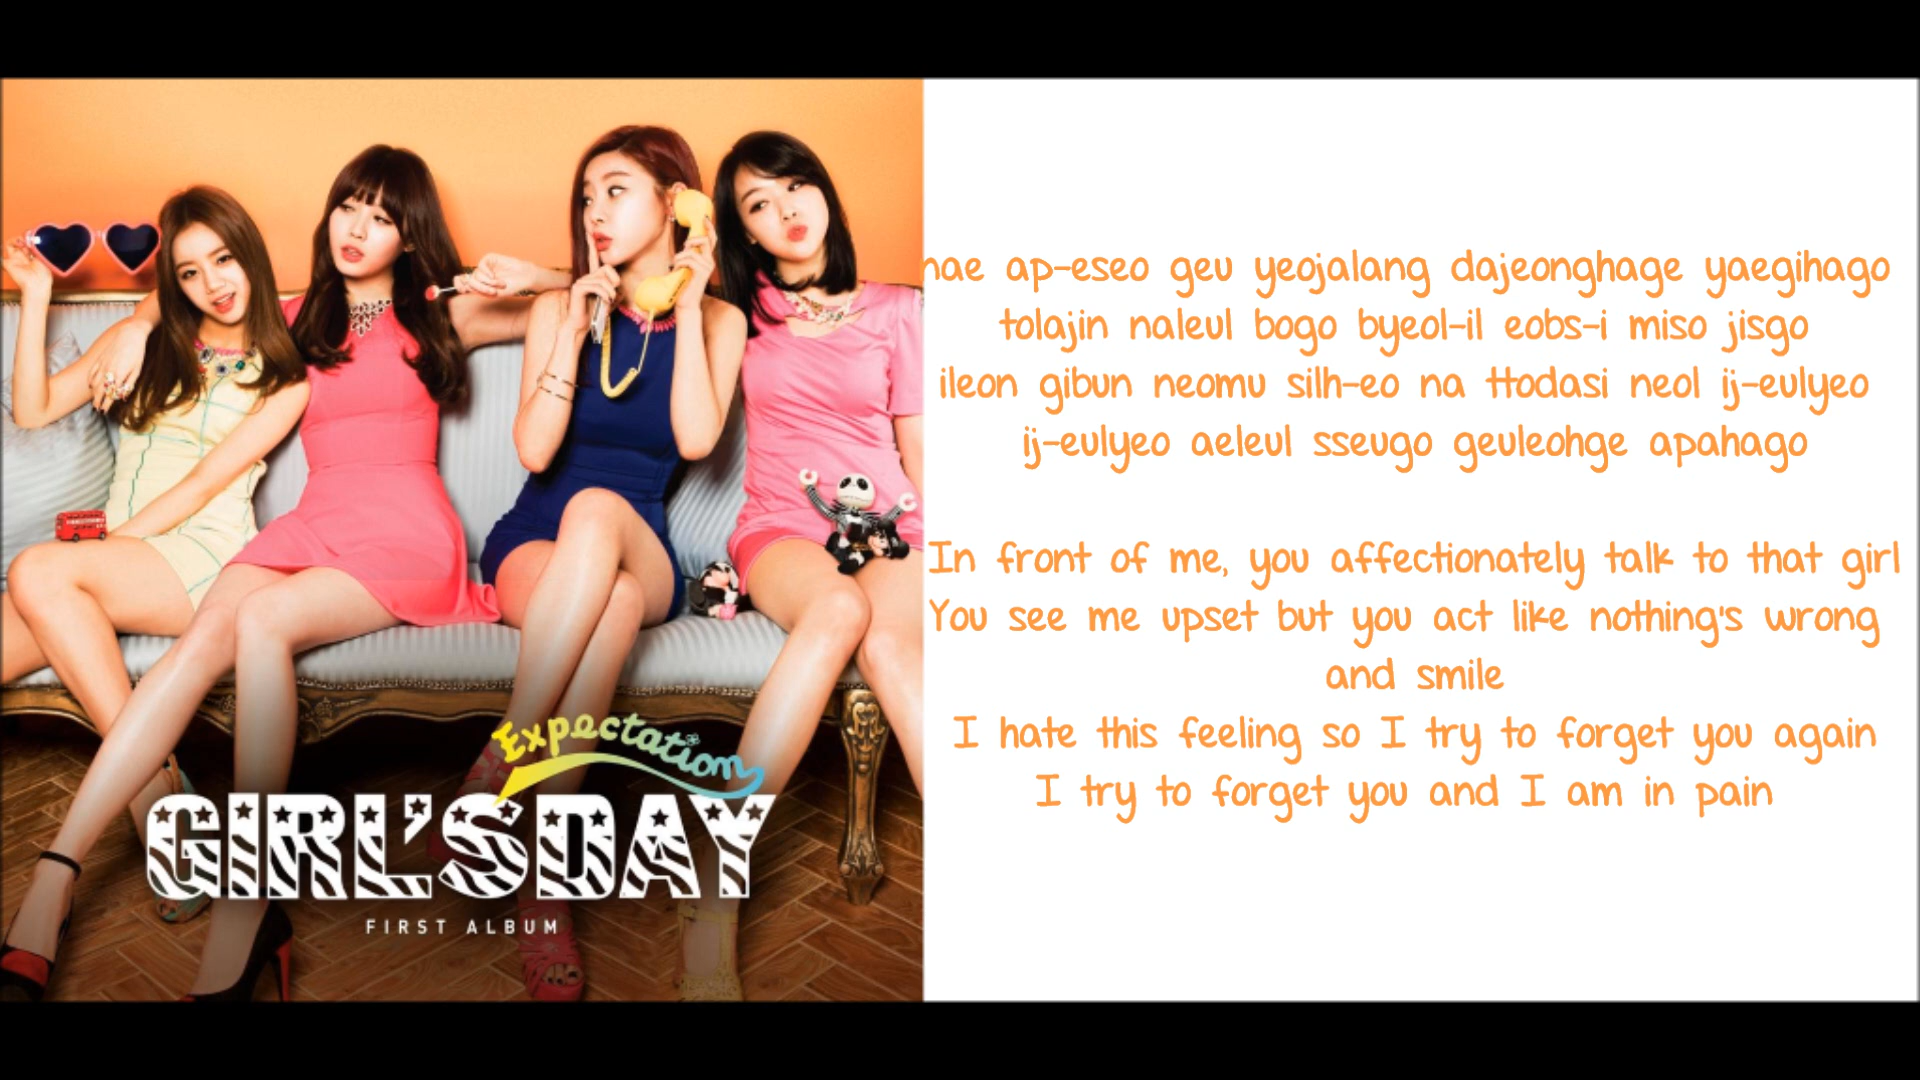 Expectation
GIRL'S DAY
FIRST ALBUM
nae ap-eseo geu yeojalang dajeonghage yaegihago
tolajin naleul bogo byeol-il eobs-i miso jisgo
ileon gibun neomu silh-eo na ttodasi neol ij-eulyeo
ij-eulyeo aeleul sseugo geuleohge apahago
In front of me, you affectionately talk to that girl
You see me upset but you act like nothing's wrong
and smile
I hate this feeling so I try to forget you again
I try to forget you and I am in pain